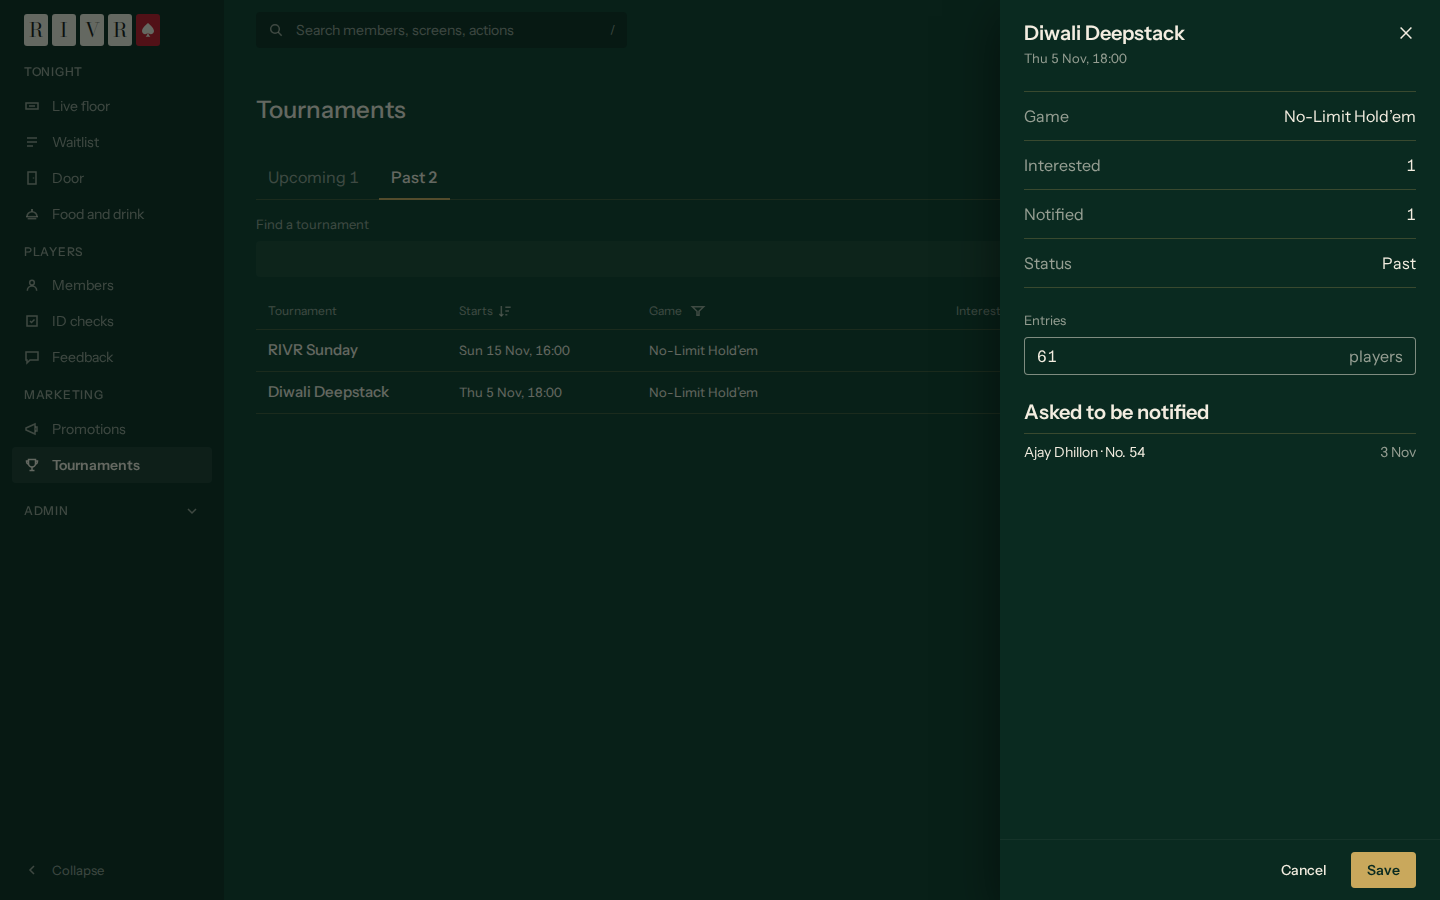 RIVR
TONIGHT
Live floor
Waitlist
Door
Food and drink
PLAYERS
Members
ID checks
Feedback
MARKETING
Promotions
Tournaments
ADMIN
Collapse
Search members, screens, actions /
Tournaments
Upcoming 1 Past 2
Find a tournament
Tournament Starts Game Interest
RIVR Sunday Sun 15 Nov, 16:00 No-Limit Hold’em
Diwali Deepstack Thu 5 Nov, 18:00 No-Limit Hold’em
Diwali Deepstack
Thu 5 Nov, 18:00
Game No-Limit Hold’em
Interested 1
Notified 1
Status Past
Entries
61 players
Asked to be notified
Ajay Dhillon · No. 54 3 Nov
Cancel Save